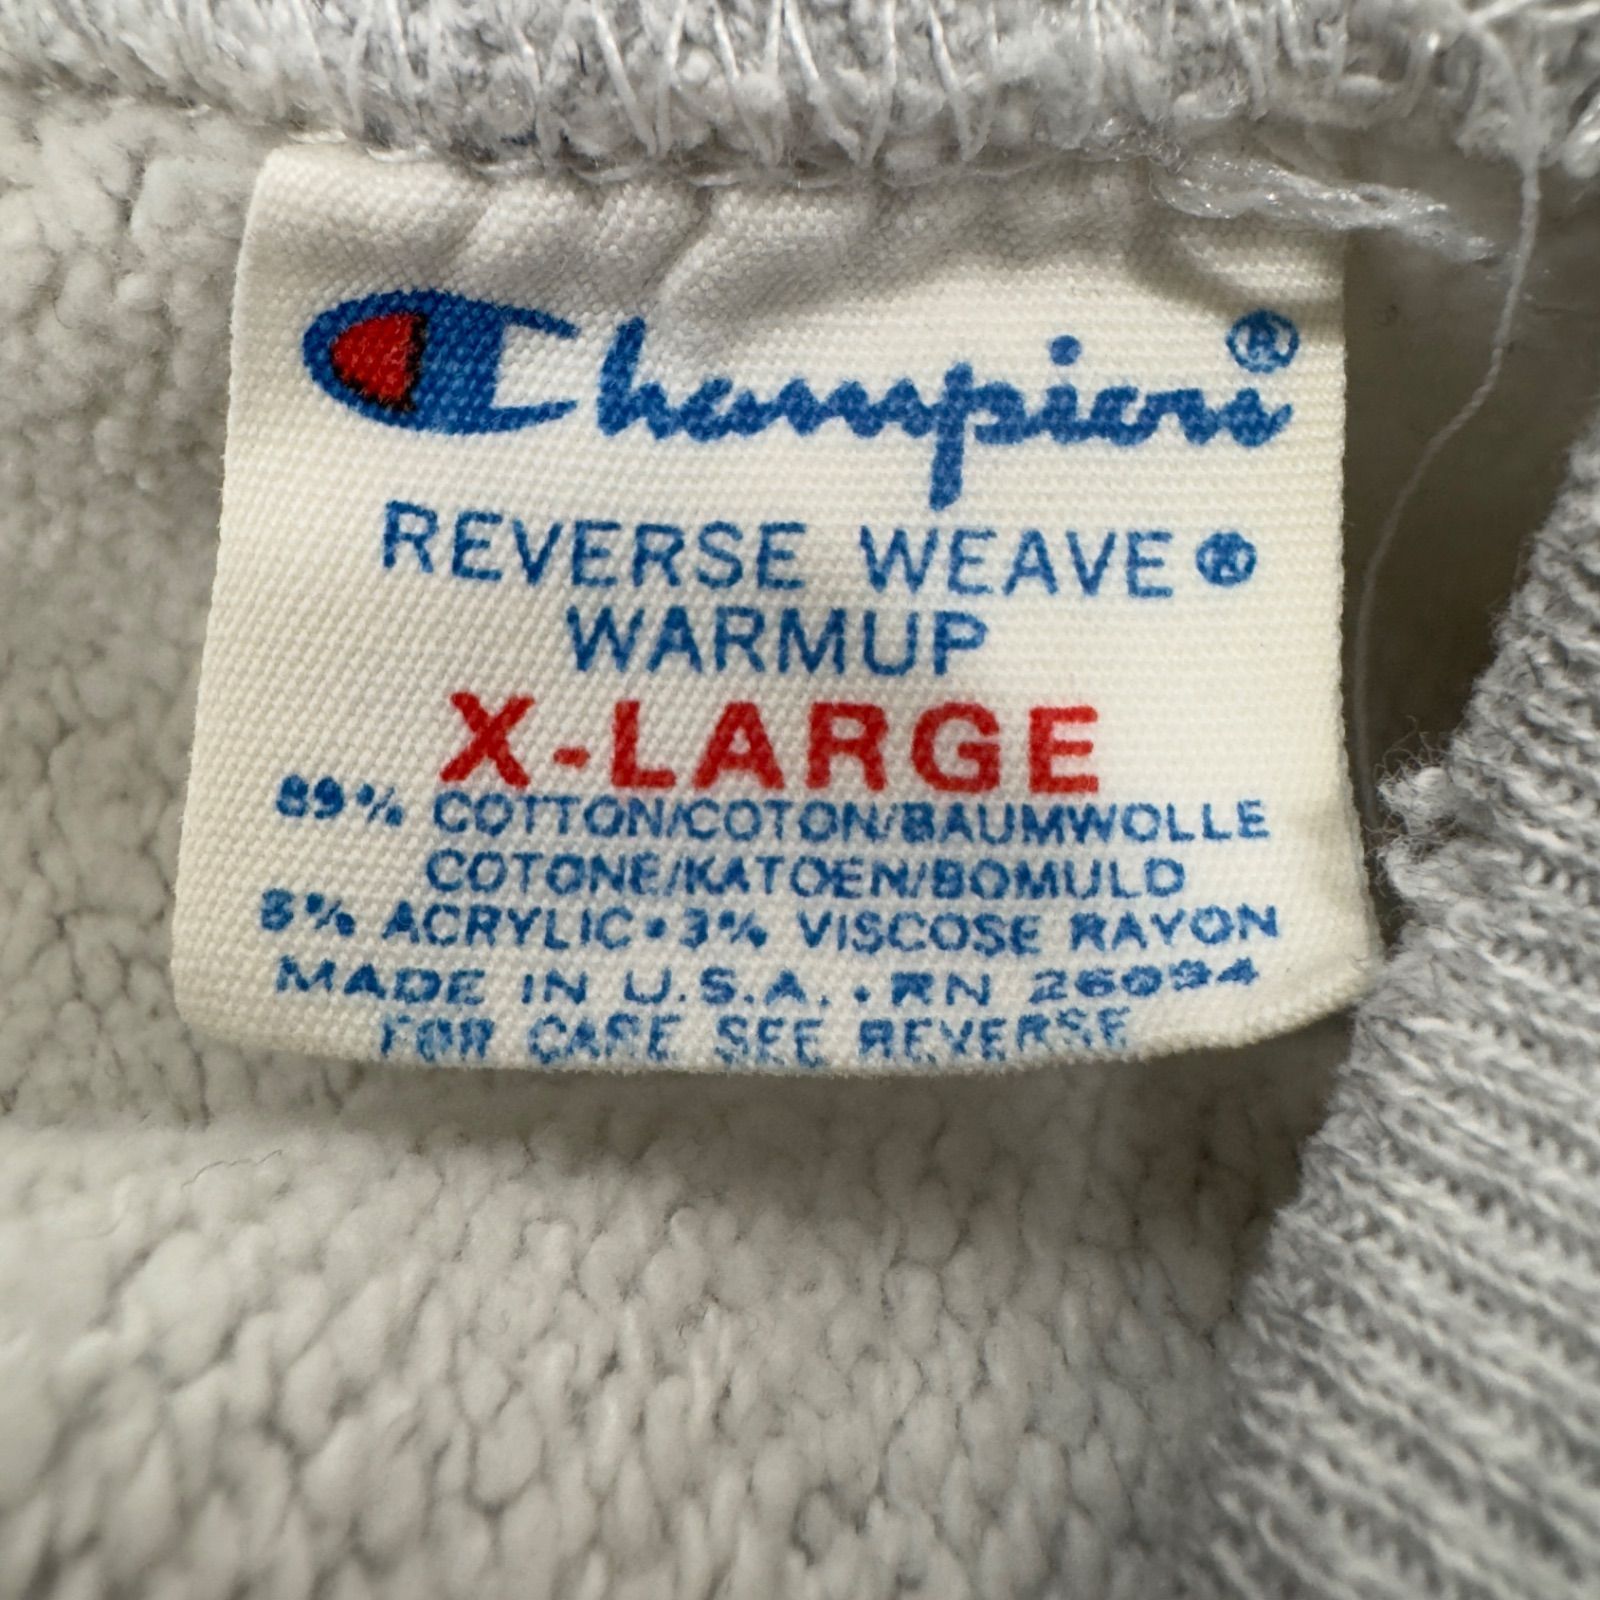 Champion®
REVERSE WEAVE®
WARMUP
X-LARGE
89% COTTON/COTON/BAUMWOLLE
COTONE/KATOEN/BOMULD
8% ACRYLIC • 3% VISCOSE RAYON
MADE IN U.S.A. • RN 26094
FOR CARE SEE REVERSE